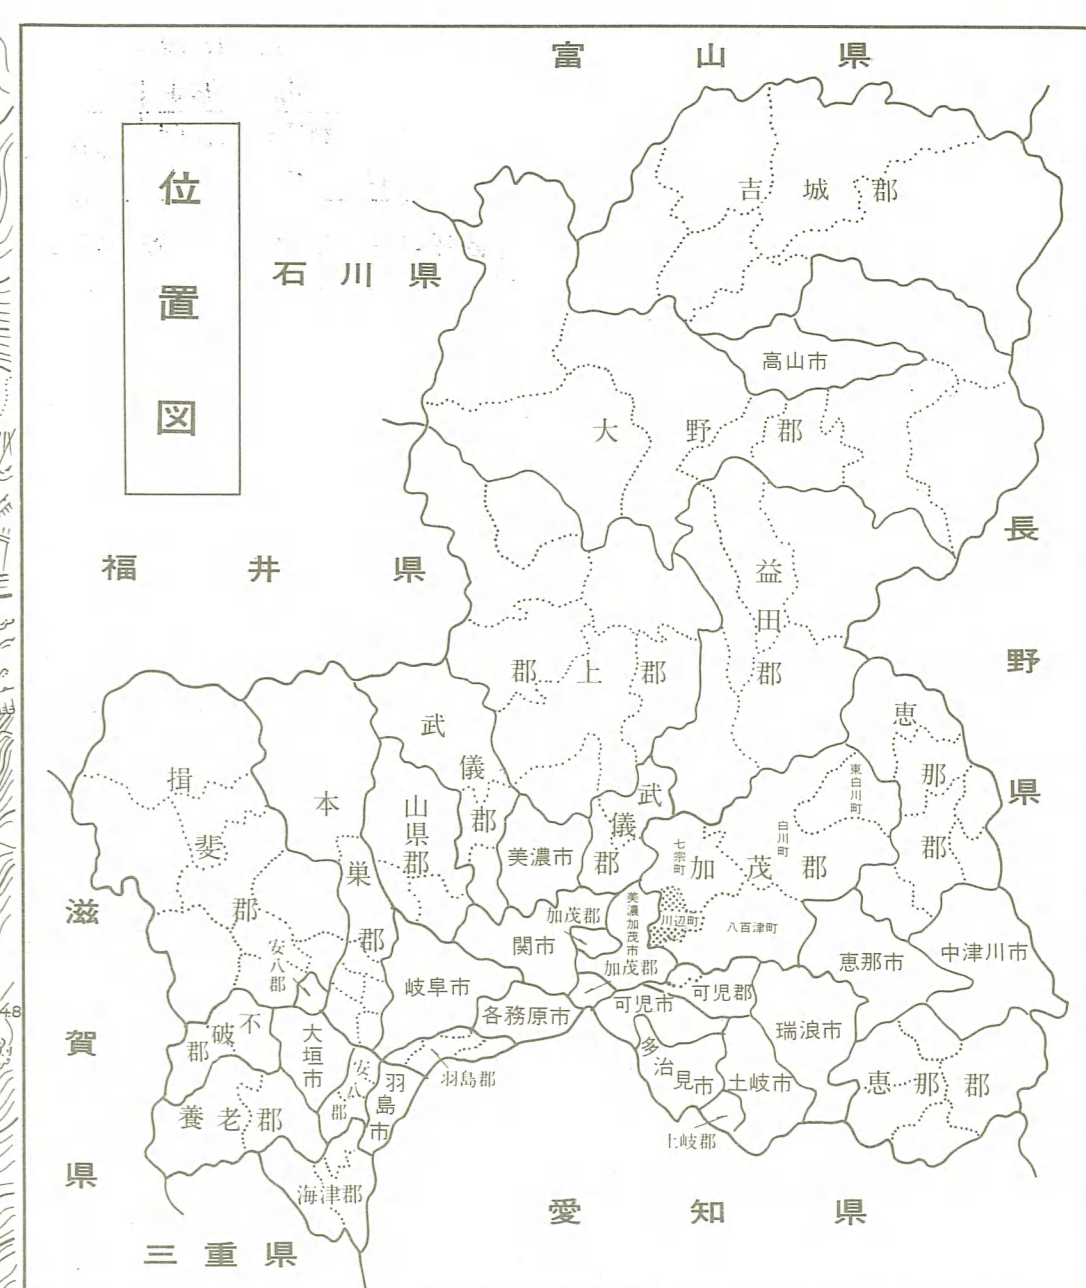 位置図
富山県
石川県
福井県
長野県
滋賀県
三重県
愛知県
吉城郡
高山市
大野郡
益田郡
郡上郡
武儀郡
恵那郡
揖斐郡
本巣郡
山県郡
美濃市
武儀郡
加茂郡
七宗町
白川町
東白川町
川辺町
八百津町
美濃加茂市
加茂郡
加茂郡
関市
恵那市
中津川市
安八郡
岐阜市
各務原市
可児市
可児郡
瑞浪市
不破郡
大垣市
安八郡
羽島市
羽島郡
多治見市
土岐市
土岐郡
恵那郡
養老郡
海津郡
48